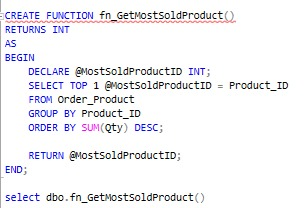 CREATE FUNCTION fn_GetMostSoldProduct()
RETURNS INT
AS
BEGIN
    DECLARE @MostSoldProductID INT;
    SELECT TOP 1 @MostSoldProductID = Product_ID
    FROM Order_Product
    GROUP BY Product_ID
    ORDER BY SUM(Qty) DESC;

    RETURN @MostSoldProductID;
END;

select dbo.fn_GetMostSoldProduct()